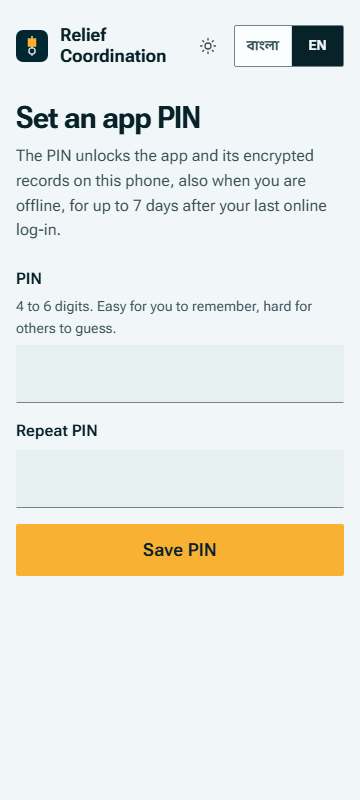 Relief
Coordination
বাংলা
EN
Set an app PIN
The PIN unlocks the app and its encrypted
records on this phone, also when you are
offline, for up to 7 days after your last online
log-in.
PIN
4 to 6 digits. Easy for you to remember, hard for
others to guess.
Repeat PIN
Save PIN